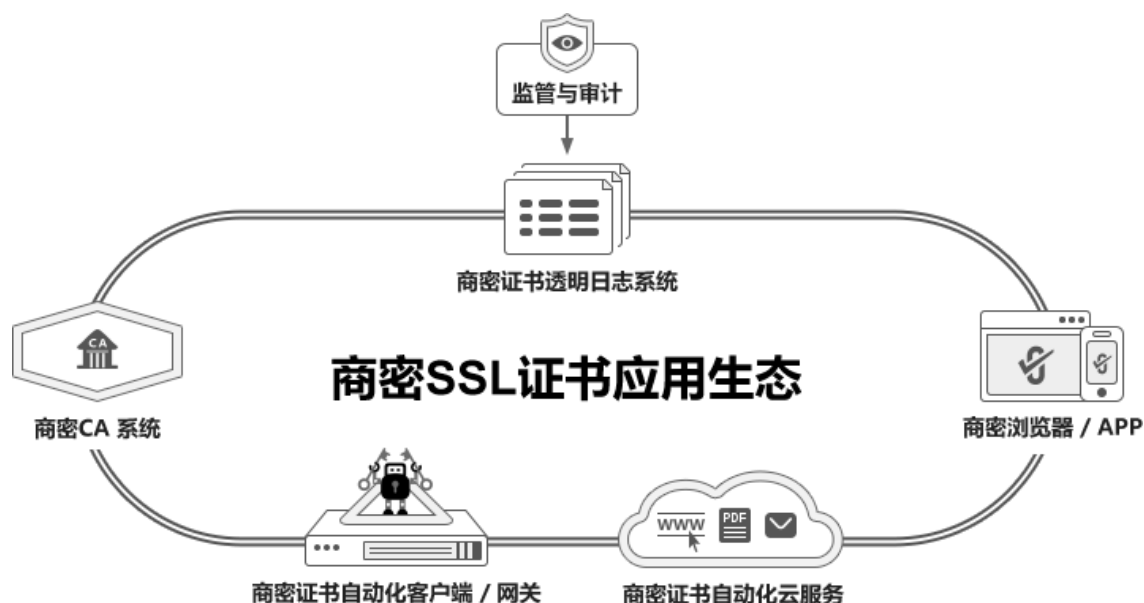 监管与审计
商密证书透明日志系统
CA
商密SSL证书应用生态
商密CA 系统
商密浏览器 / APP
www
PDF
商密证书自动化客户端 / 网关
商密证书自动化云服务